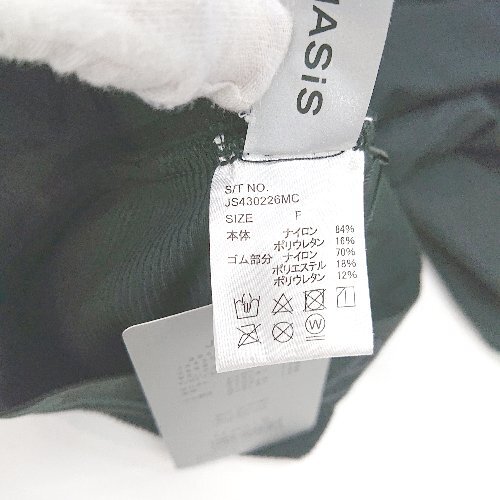 ASiS
S/T NO.
JS430226MC
SIZE F
本体 ナイロン 84%
ポリウレタン 16%
ゴム部分 ナイロン 70%
ポリエステル 18%
ポリウレタン 12%
W